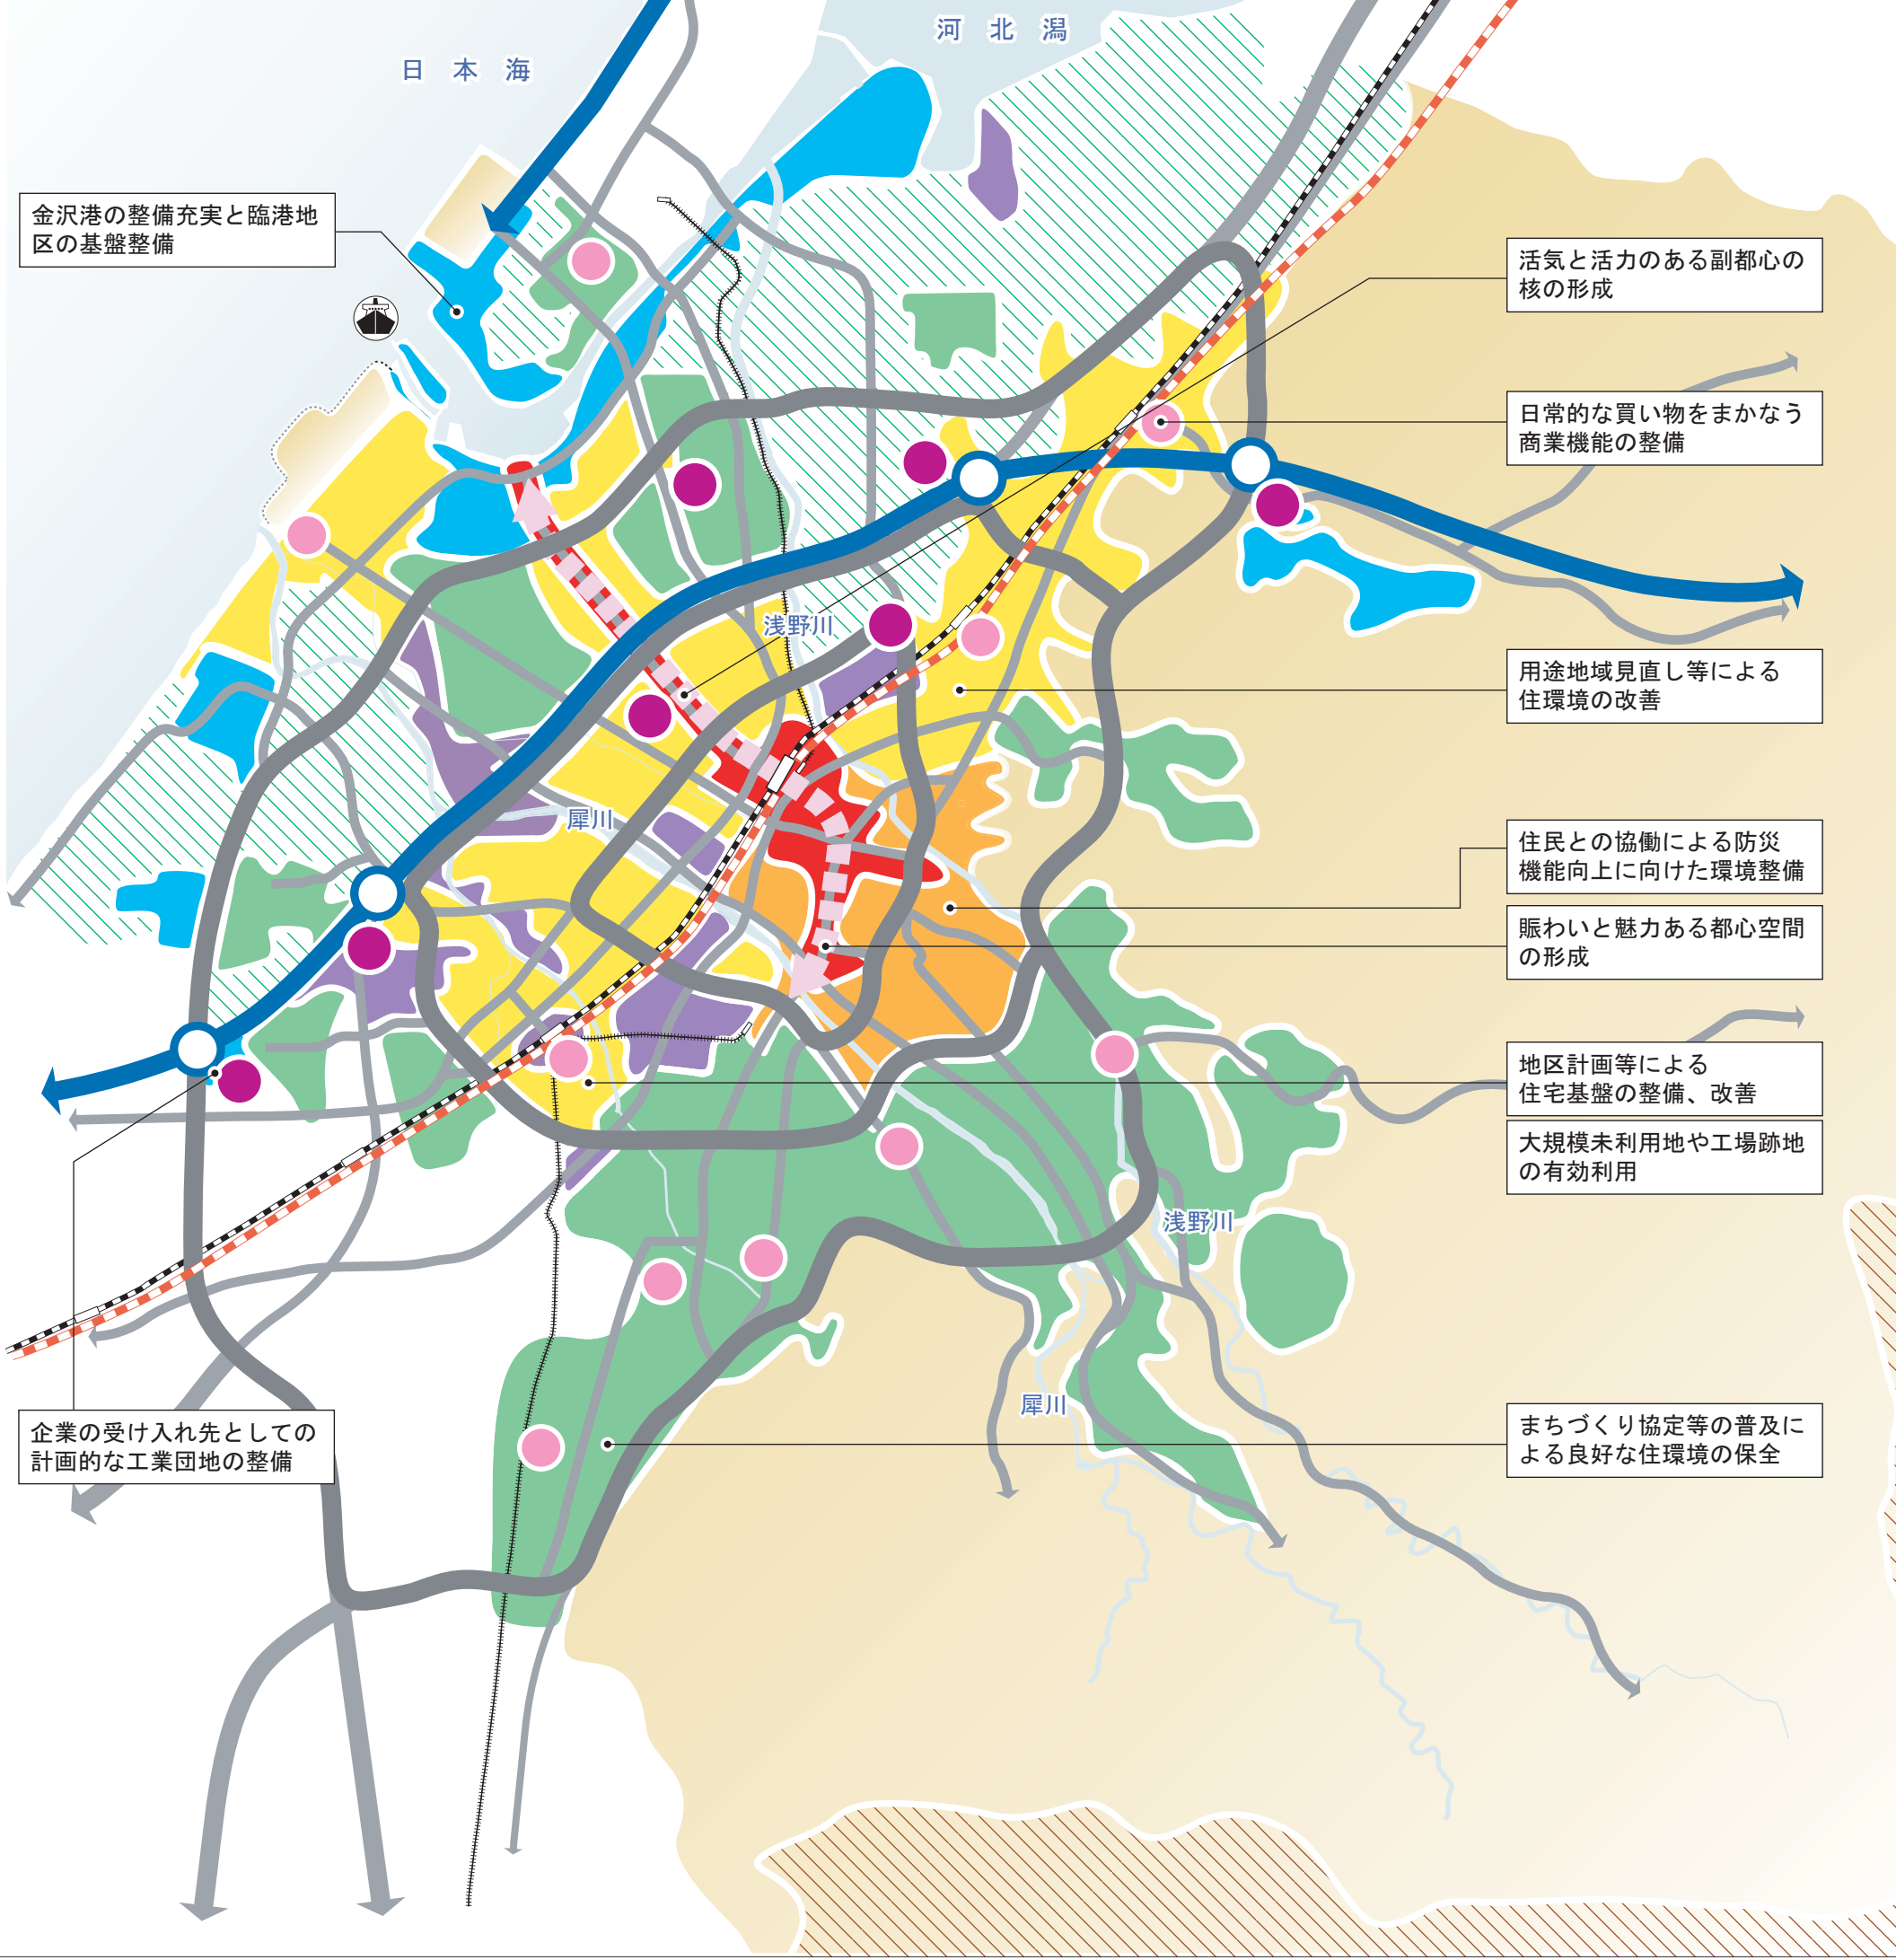 河北潟
日本海
金沢港の整備充実と臨港地
区の基盤整備
活気と活力のある副都心の
核の形成
日常的な買い物をまかなう
商業機能の整備
浅野川
用途地域見直し等による
住環境の改善
犀川
住民との協働による防災
機能向上に向けた環境整備
賑わいと魅力ある都心空間
の形成
地区計画等による
住宅基盤の整備、改善
大規模未利用地や工場跡地
の有効利用
浅野川
犀川
企業の受け入れ先としての
計画的な工業団地の整備
まちづくり協定等の普及に
よる良好な住環境の保全